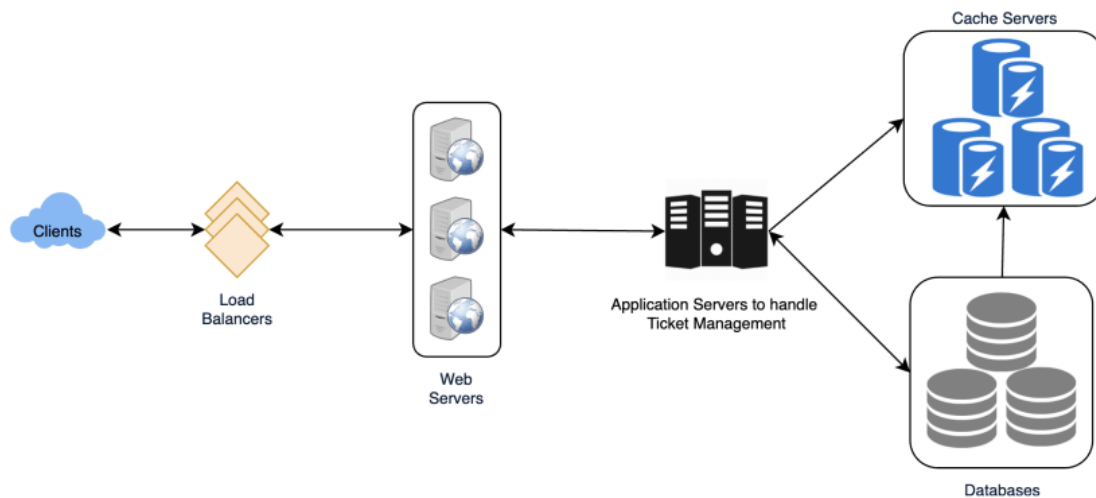 Cache Servers
Clients
Load
Balancers
Web
Servers
Application Servers to handle
Ticket Management
Databases